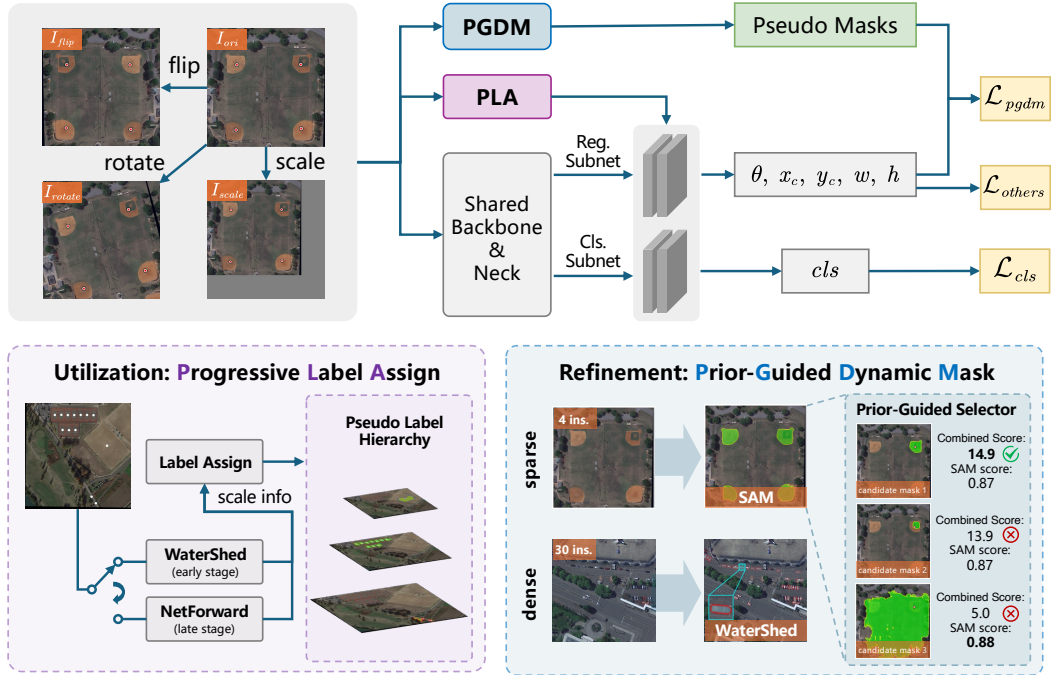 I_flip
I_ori
flip
rotate
scale
I_rotate
I_scale
PGDM
Pseudo Masks
PLA
Reg.
Subnet
Shared
Backbone
&
Neck
Cls.
Subnet
θ, x_c, y_c, w, h
cls
ℒ_pgdm
ℒ_others
ℒ_cls
Utilization: Progressive Label Assign
Label Assign
scale info
WaterShed
(early stage)
NetForward
(late stage)
Pseudo Label
Hierarchy
Refinement: Prior-Guided Dynamic Mask
sparse
4 ins.
SAM
dense
30 ins.
WaterShed
Prior-Guided Selector
candidate mask 1
Combined Score:
14.9
SAM score:
0.87
candidate mask 2
Combined Score:
13.9
SAM score:
0.87
candidate mask 3
Combined Score:
5.0
SAM score:
0.88